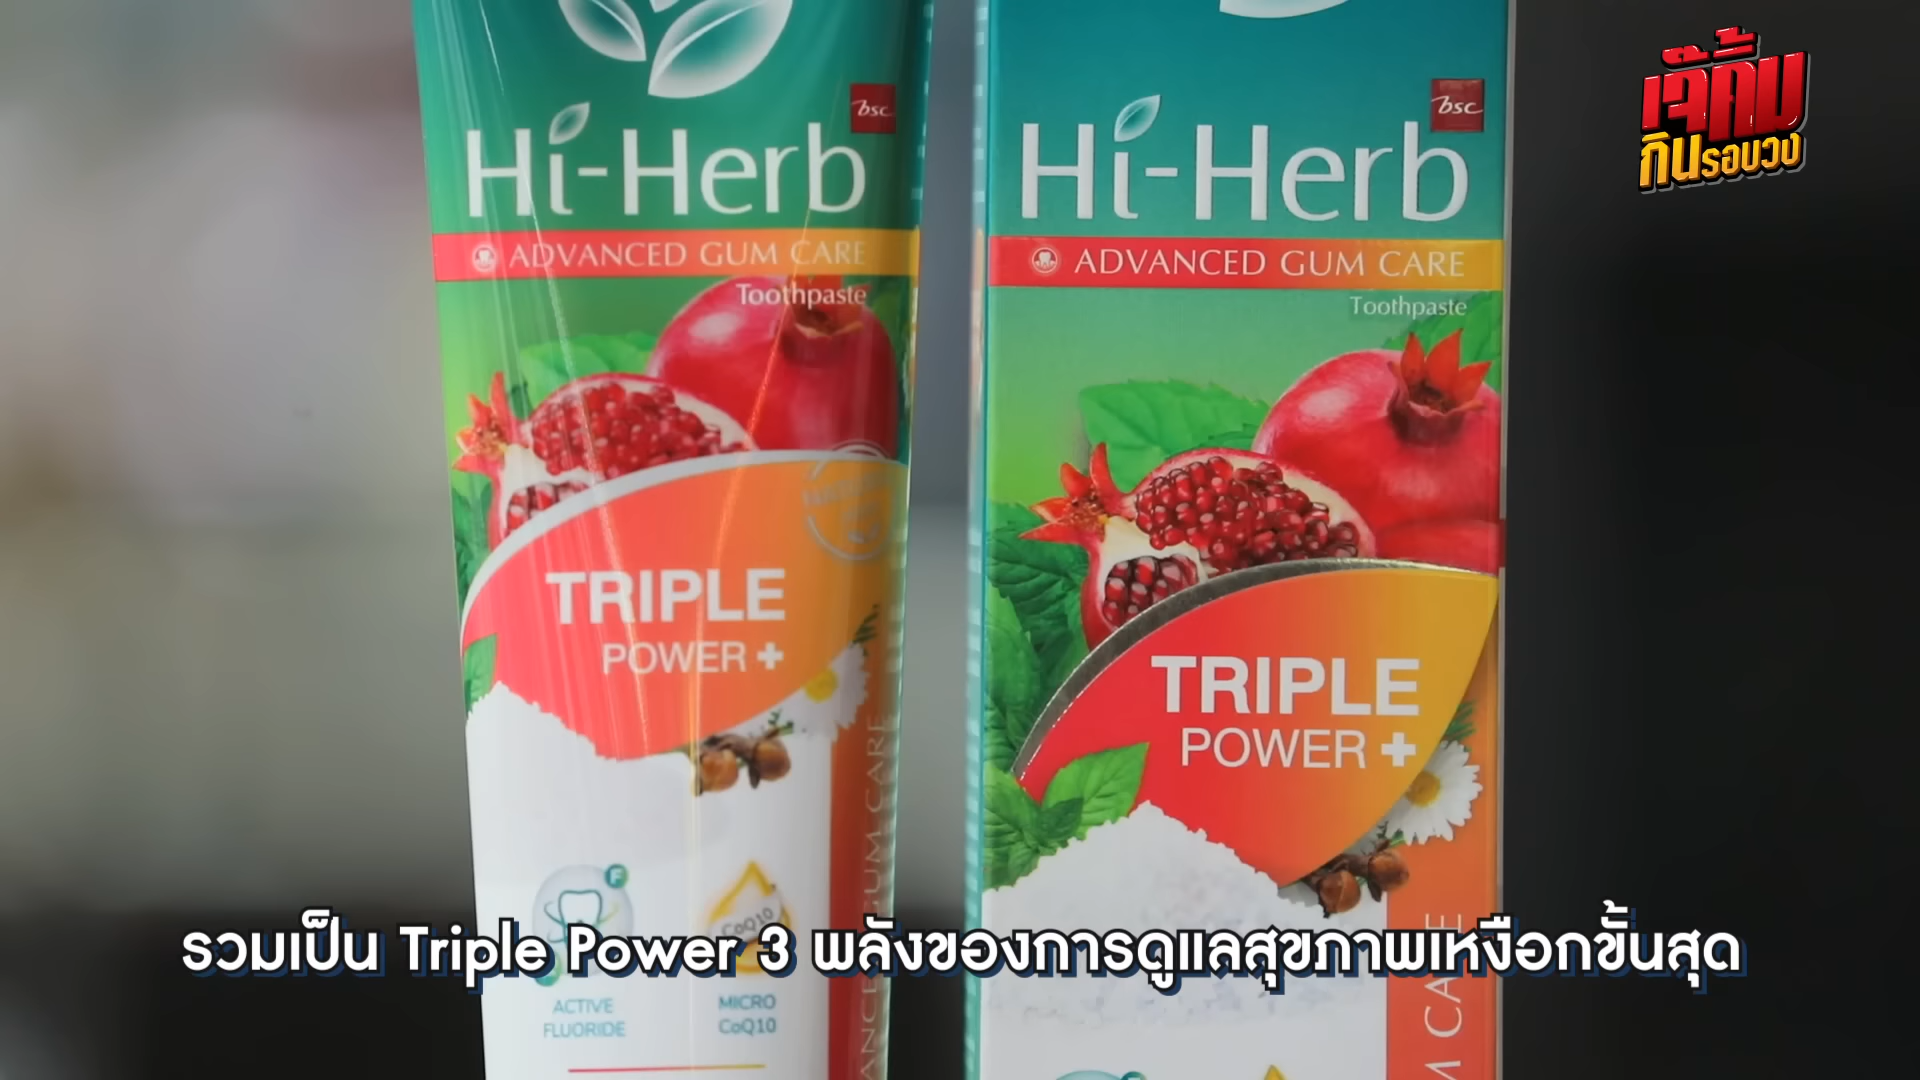 bsc
Hi-Herb
ADVANCED GUM CARE
Toothpaste
TRIPLE
POWER +
F
CoQ10
ACTIVE
FLUORIDE
MICRO
CoQ10
bsc
Hi-Herb
ADVANCED GUM CARE
Toothpaste
TRIPLE
POWER +
เจ๊คิ้ม
กินรอบวง
รวมเป็น Triple Power 3 พลังของการดูแลสุขภาพเหงือกขั้นสุด